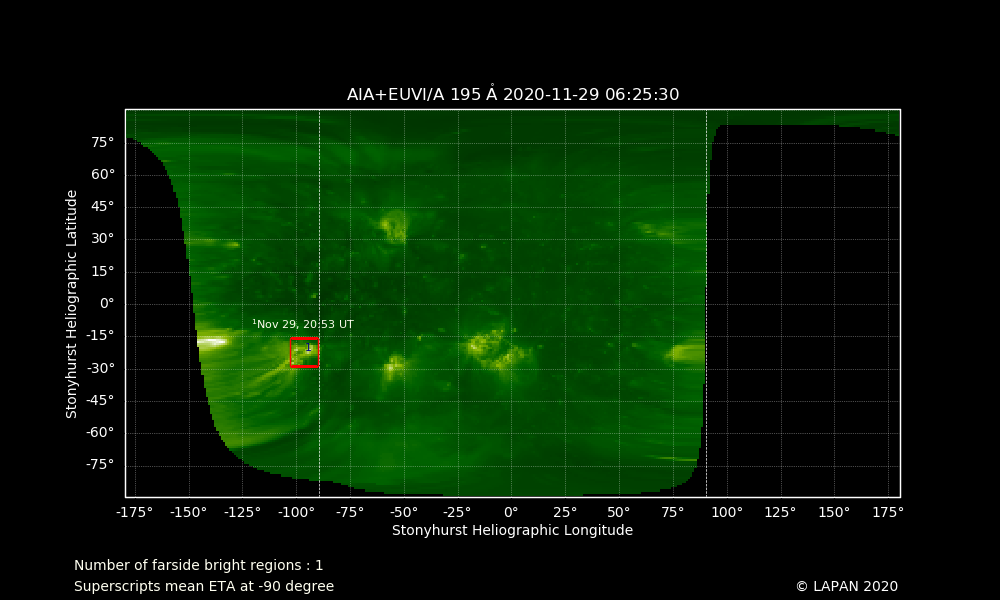 AIA+EUVI/A 195 Å 2020-11-29 06:25:30
75°
60°
45°
30°
15°
0°
-15°
-30°
-45°
-60°
-75°
Stonyhurst Heliographic Latitude
¹Nov 29, 20:53 UT
1
-175° -150° -125° -100° -75° -50° -25° 0° 25° 50° 75° 100° 125° 150° 175°
Stonyhurst Heliographic Longitude
Number of farside bright regions : 1
Superscripts mean ETA at -90 degree
© LAPAN 2020